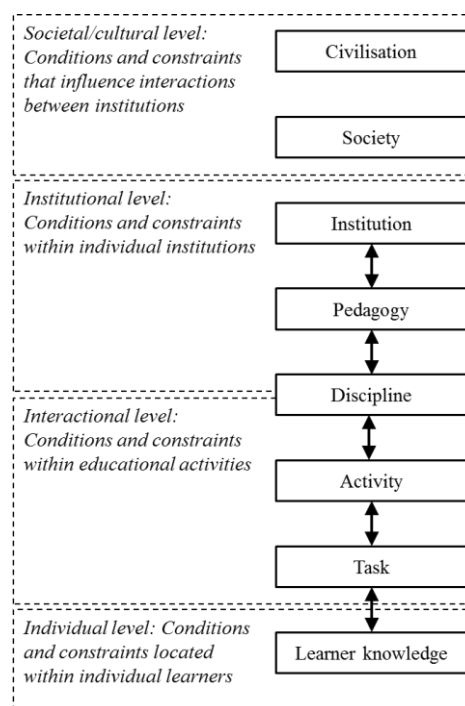 Societal/cultural level:
Conditions and constraints
that influence interactions
between institutions
Civilisation
Society
Institutional level:
Conditions and constraints
within individual institutions
Institution
Pedagogy
Discipline
Interactional level:
Conditions and constraints
within educational activities
Activity
Task
Individual level: Conditions
and constraints located
within individual learners
Learner knowledge